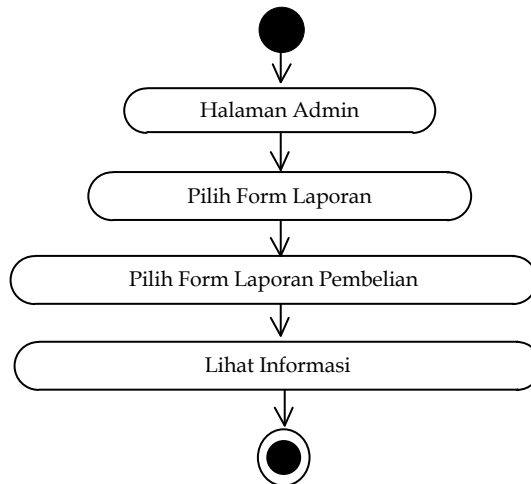 Halaman Admin
Pilih Form Laporan
Pilih Form Laporan Pembelian
Lihat Informasi